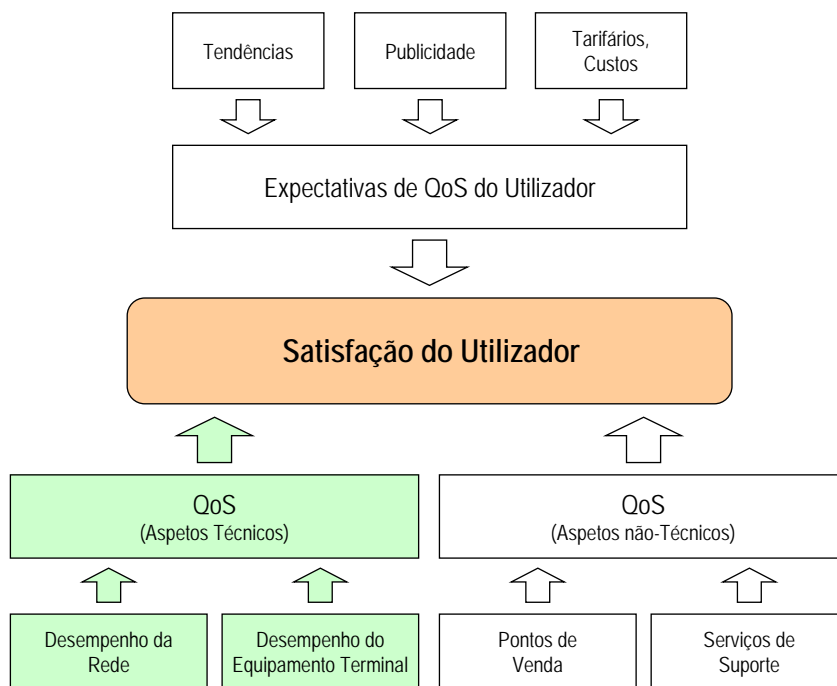 Tendências
Publicidade
Tarifários,
Custos
Expectativas de QoS do Utilizador
Satisfação do Utilizador
QoS
(Aspetos Técnicos)
QoS
(Aspetos não-Técnicos)
Desempenho da
Rede
Desempenho do
Equipamento Terminal
Pontos de
Venda
Serviços de
Suporte